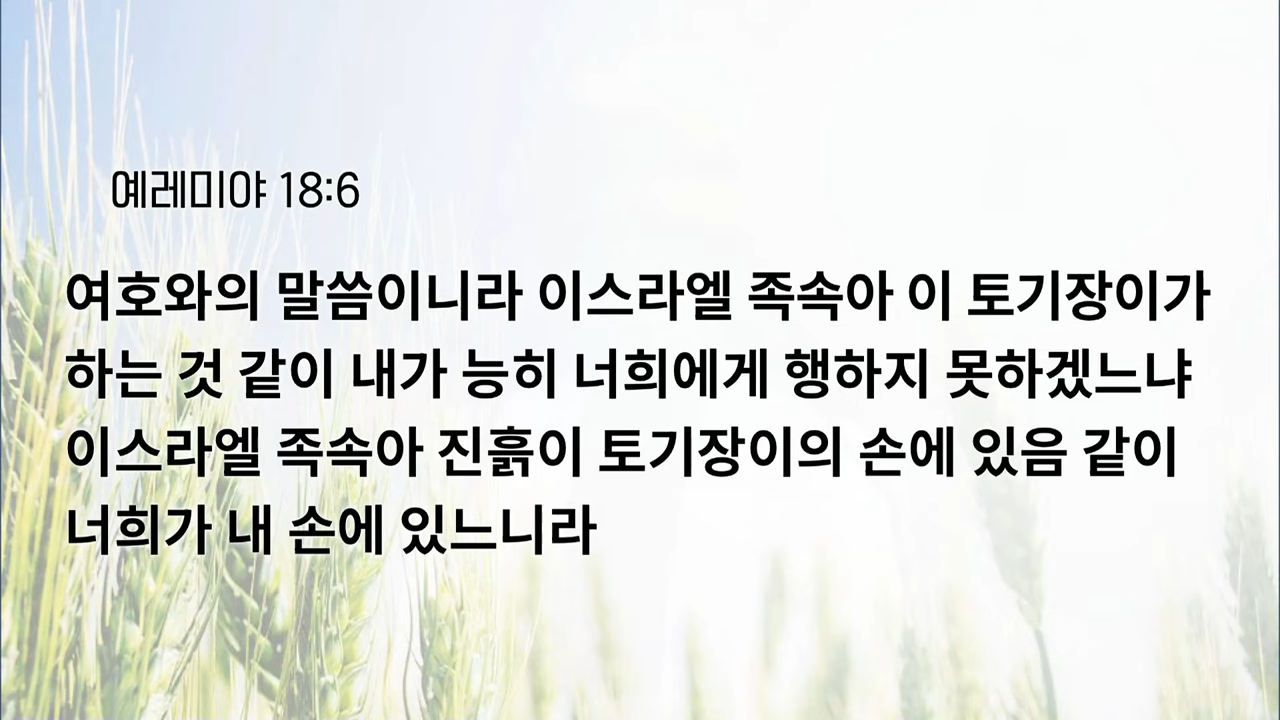 예레미야 18:6
여호와의 말씀이니라 이스라엘 족속아 이 토기장이가
하는 것 같이 내가 능히 너희에게 행하지 못하겠느냐
이스라엘 족속아 진흙이 토기장이의 손에 있음 같이
너희가 내 손에 있느니라